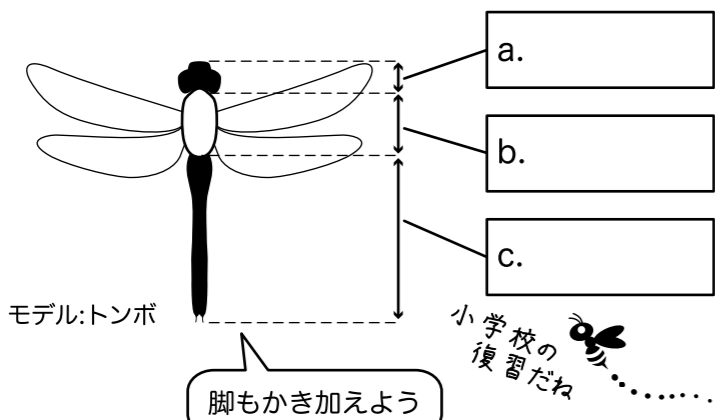 a.
b.
c.
モデル:トンボ
小学校の
復習だね
脚もかき加えよう